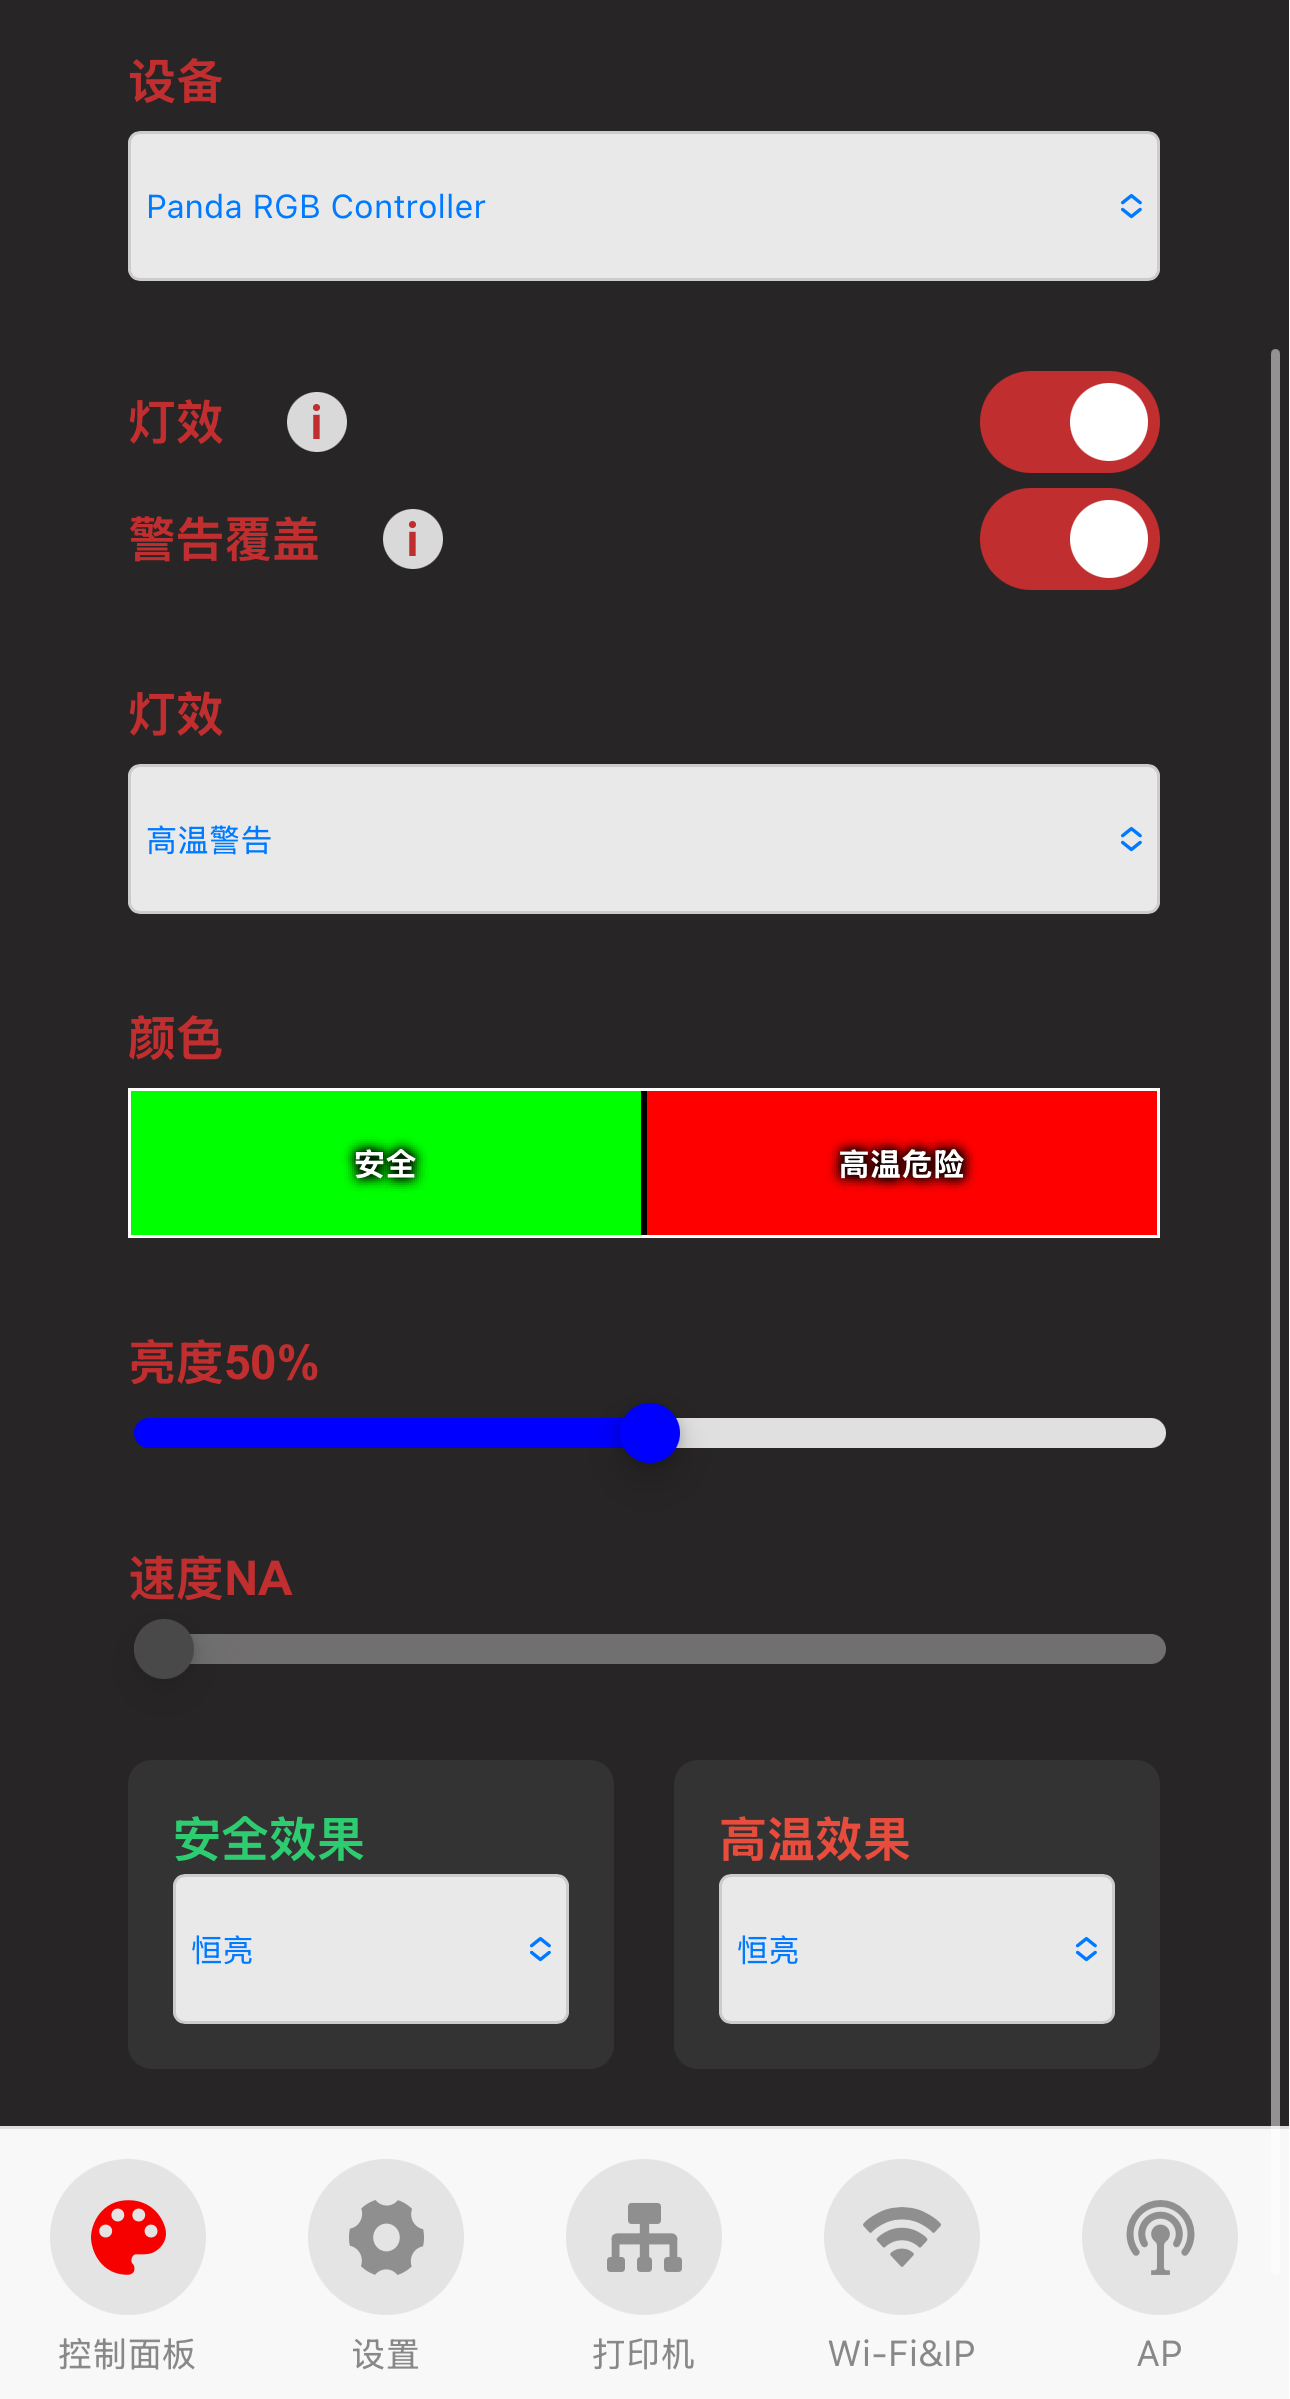 设备
Panda RGB Controller
灯效 i
警告覆盖 i
灯效
高温警告
颜色
安全 高温危险
亮度50%
速度NA
安全效果 高温效果
恒亮 恒亮
控制面板 设置 打印机 Wi-Fi&IP AP